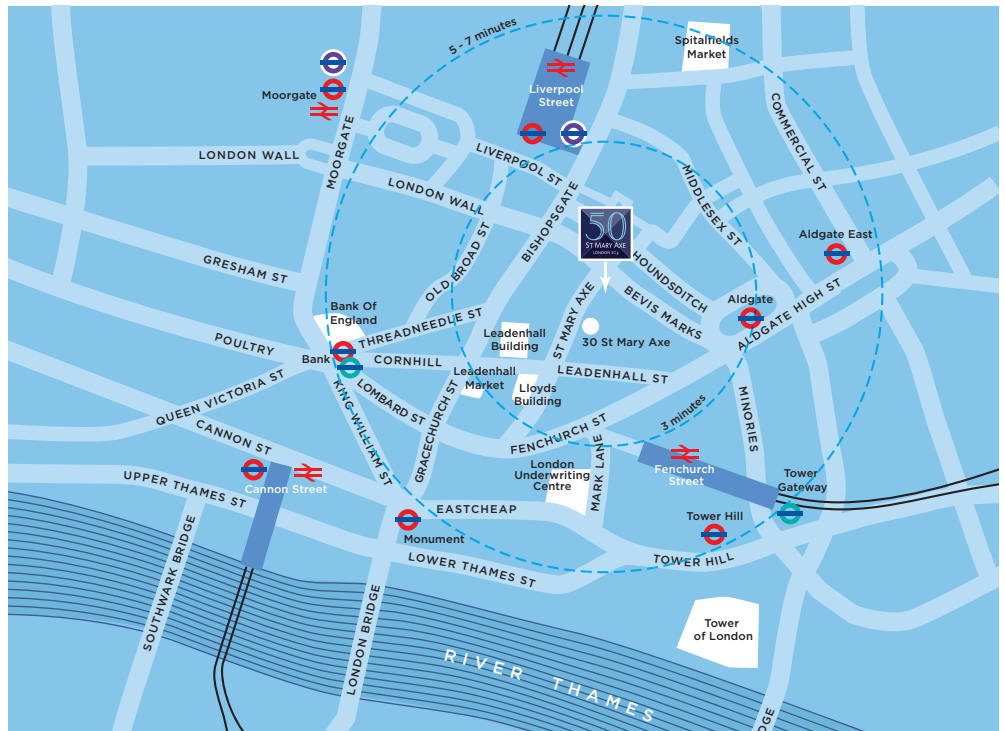 5 - 7 minutes
Spitalfields
Market
Moorgate
Liverpool
Street
COMMERCIAL ST
MOORGATE
LONDON WALL
LIVERPOOL ST
MIDDLESEX ST
LONDON WALL
BISHOPSGATE
50
ST MARY AXE
LONDON EC3
OLD BROAD ST
Aldgate East
HOUNDSDITCH
GRESHAM ST
BEVIS MARKS
Aldgate
ALDGATE HIGH ST
Bank Of
England
THREADNEEDLE ST
ST MARY AXE
30 St Mary Axe
Leadenhall
Building
POULTRY
Bank
CORNHILL
Leadenhall
Market
LEADENHALL ST
Lloyds
Building
QUEEN VICTORIA ST
KING WILLIAM ST
LOMBARD ST
GRACECHURCH ST
3 minutes
MINORIES
CANNON ST
FENCHURCH ST
MARK LANE
London
Underwriting
Centre
Fenchurch
Street
Tower
Gateway
Cannon Street
UPPER THAMES ST
EASTCHEAP
Monument
Tower Hill
LOWER THAMES ST
TOWER HILL
SOUTHWARK BRIDGE
LONDON BRIDGE
Tower
of London
RIVER THAMES
DGE